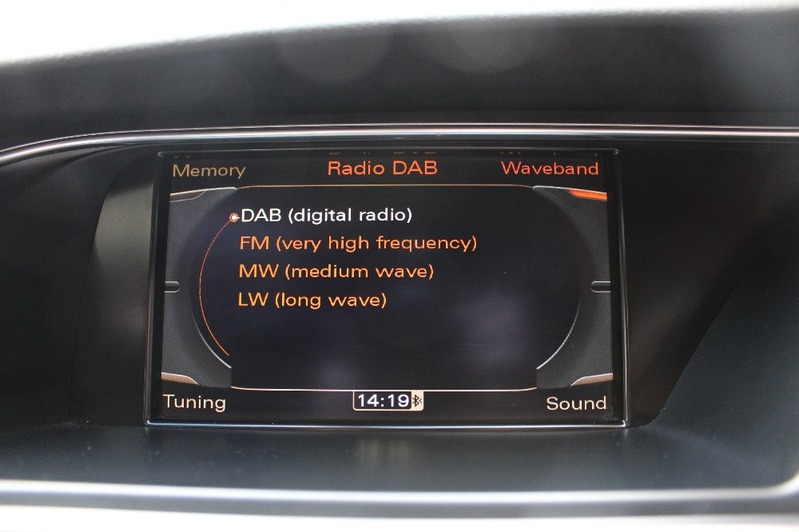 Memory Radio DAB Waveband
DAB (digital radio)
FM (very high frequency)
MW (medium wave)
LW (long wave)
Tuning 14:19 Sound